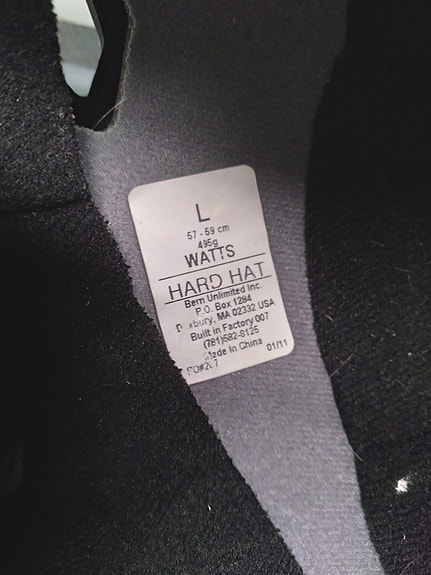 L
57 - 59 cm
495g
WATTS
HARD HAT
Bern Unlimited Inc.
P.O. Box 1284
MA 02332 USA
Built in Factory 007
(781)582-8125
Made in China 01/11